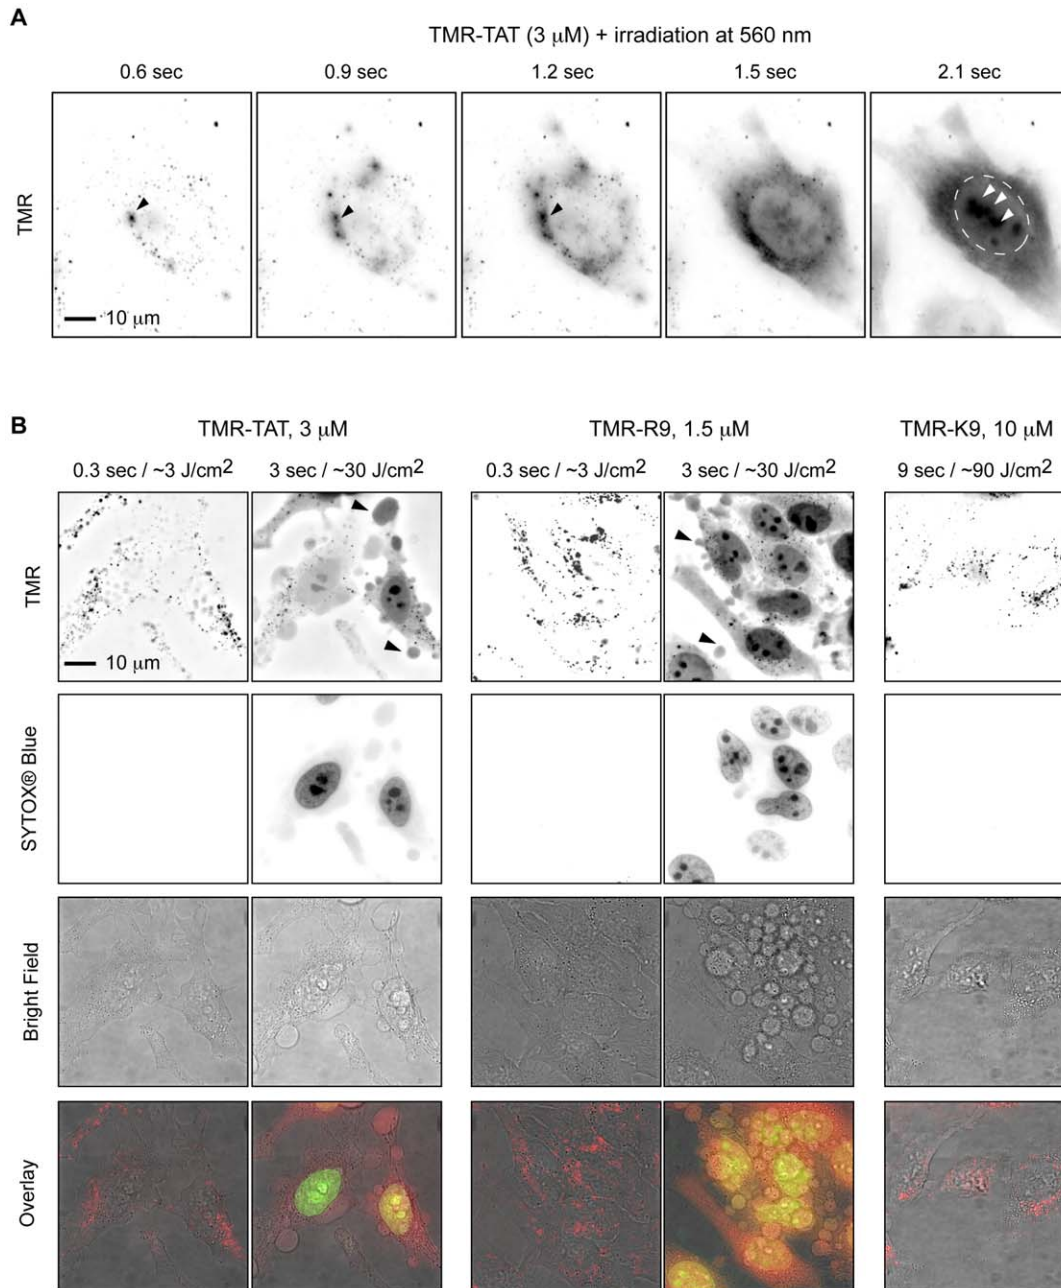 A
TMR-TAT (3 μM) + irradiation at 560 nm
0.6 sec 0.9 sec 1.2 sec 1.5 sec 2.1 sec
TMR
10 μm
B
TMR-TAT, 3 μM TMR-R9, 1.5 μM TMR-K9, 10 μM
0.3 sec / ~3 J/cm2 3 sec / ~30 J/cm2 0.3 sec / ~3 J/cm2 3 sec / ~30 J/cm2 9 sec / ~90 J/cm2
TMR
10 μm
SYTOX® Blue
Bright Field
Overlay